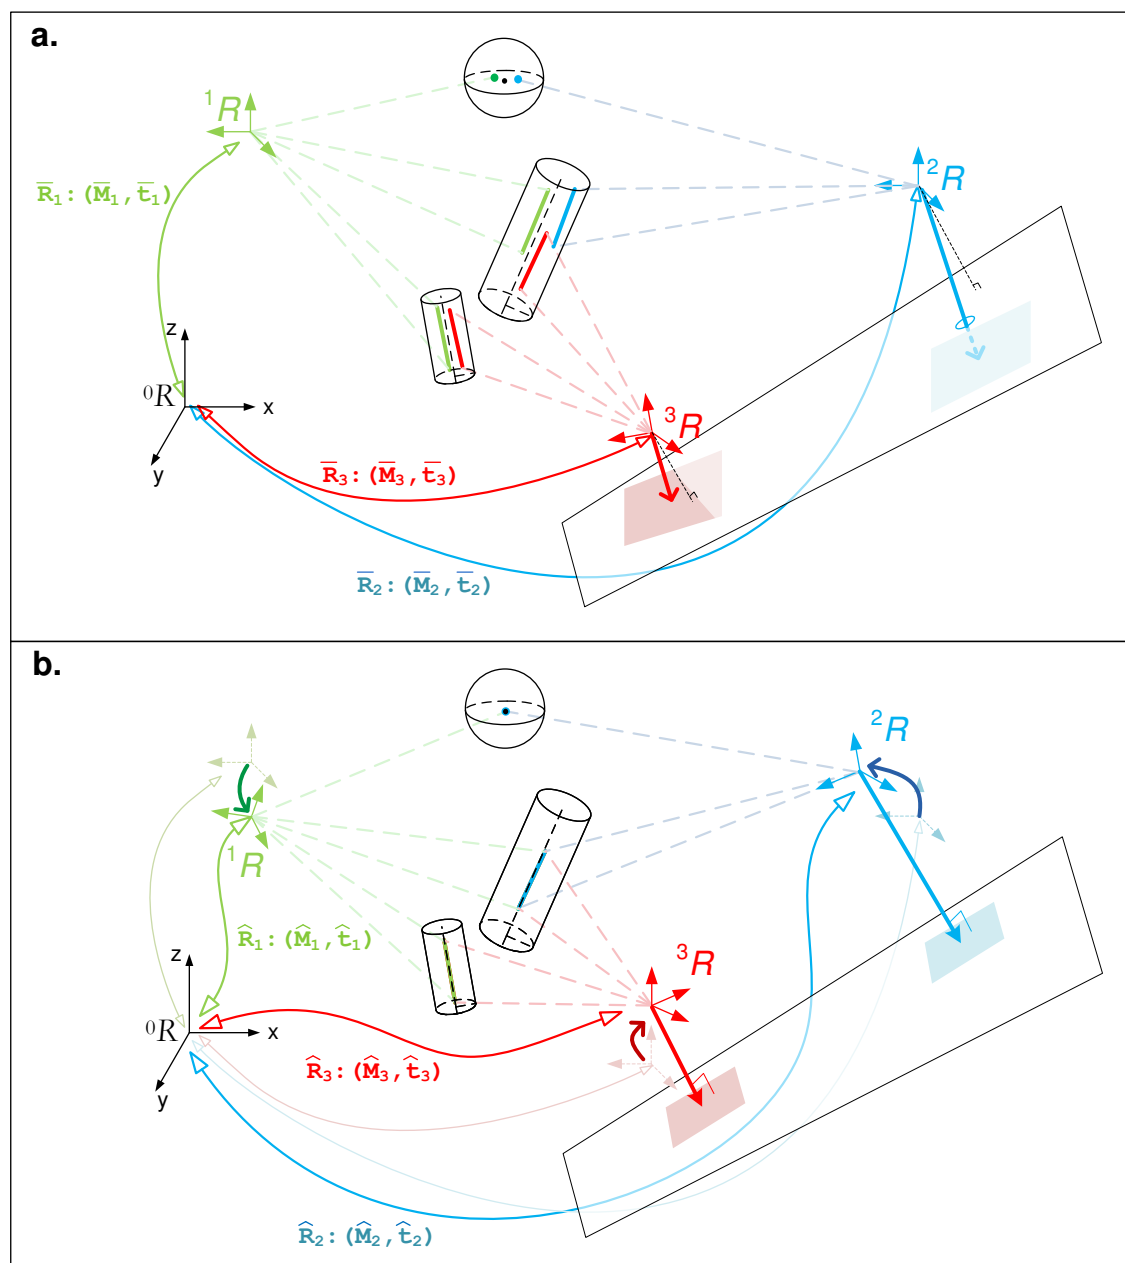 a.
¹R
²R
R̅₁:(M̅₁,t̅₁)
z
⁰R
x
y
³R
R̅₃:(M̅₃,t̅₃)
R̅₂:(M̅₂,t̅₂)
b.
²R
¹R
R̂₁:(M̂₁,t̂₁)
z
³R
⁰R
x
R̂₃:(M̂₃,t̂₃)
y
R̂₂:(M̂₂,t̂₂)